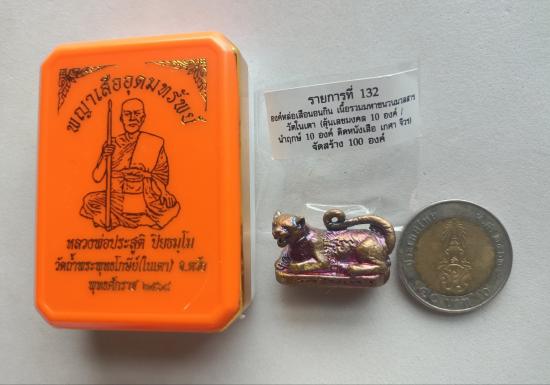 พญาเสืออุดมทรัพย์
หลวงพ่อประสูติ ปิยธมฺโม
วัดถ้ำพระพุทธโกษีย์(ในเตา) จ.ตรัง
พุทธศักราช ๒๕๖๘
รายการที่ 132
องค์หล่อเสือนอนกิน เนื้อรวมมหาชนวนมวลสาร
วัดในเตา (ลุ้นเลขมงคล 10 องค์ /
นำฤกษ์ 10 องค์ ติดหนังเสือ เกศา จีวร)
จัดสร้าง 100 องค์